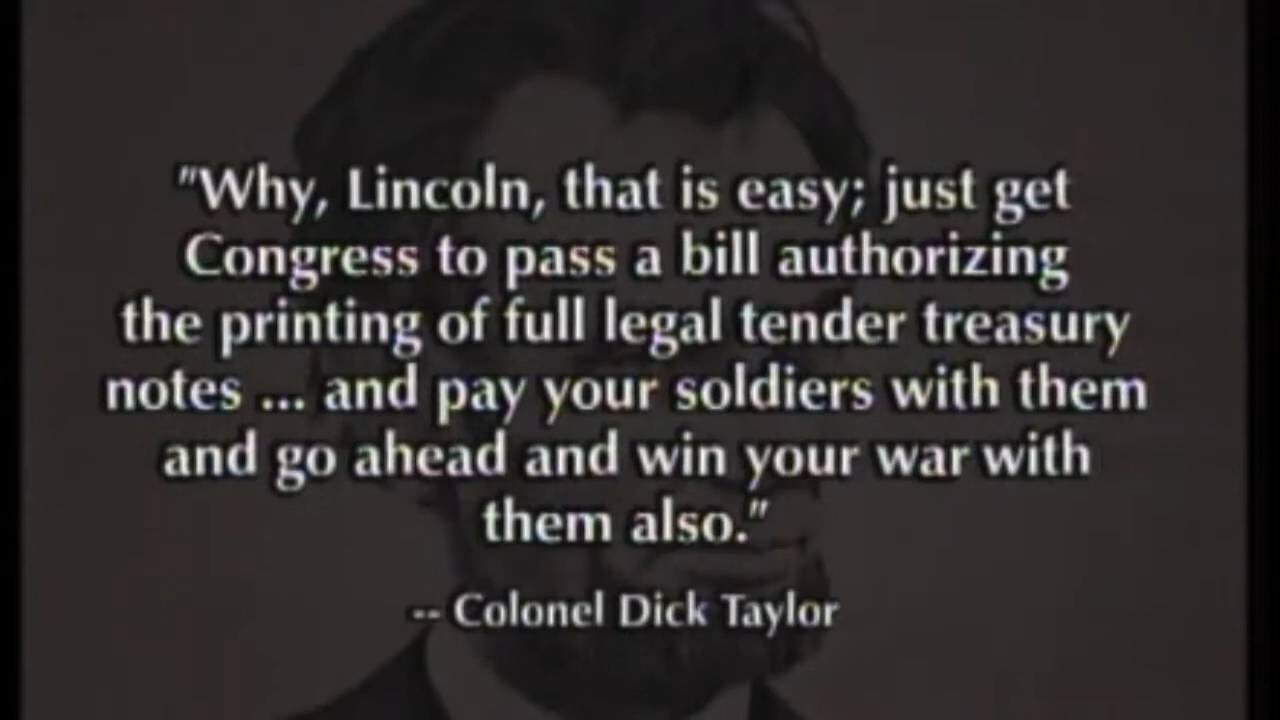 "Why, Lincoln, that is easy; just get
Congress to pass a bill authorizing
the printing of full legal tender treasury
notes ... and pay your soldiers with them
and go ahead and win your war with
them also."
-- Colonel Dick Taylor